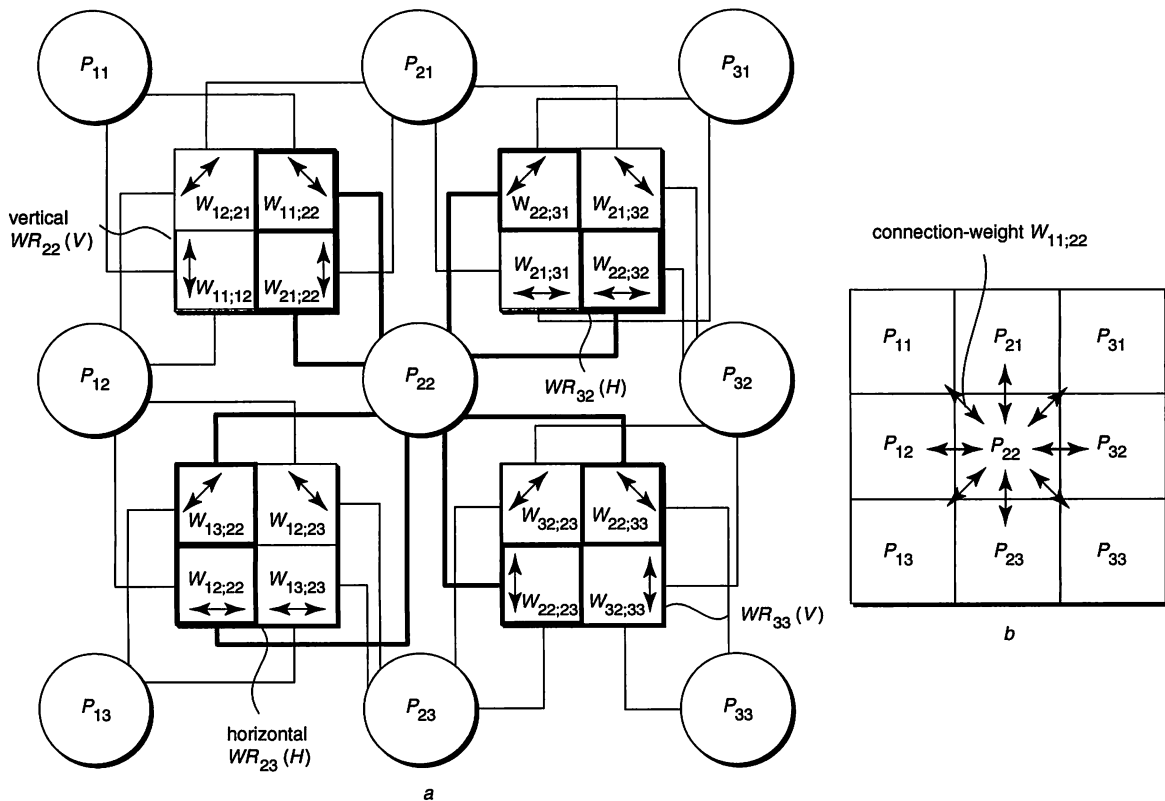 P₁₁ P₂₁ P₃₁
W₁₂;₂₁ W₁₁;₂₂ W₂₂;₃₁ W₂₁;₃₂
vertical
WR₂₂ (V)
W₁₁;₁₂ W₂₁;₂₂ W₂₁;₃₁ W₂₂;₃₂
P₁₂ P₂₂ P₃₂
WR₃₂ (H)
W₁₃;₂₂ W₁₂;₂₃ W₃₂;₂₃ W₂₂;₃₃
W₁₂;₂₂ W₁₃;₂₃ W₂₂;₂₃ W₃₂;₃₃
WR₃₃ (V)
P₁₃ P₂₃ P₃₃
horizontal
WR₂₃ (H)
a
connection-weight W₁₁;₂₂
P₁₁ P₂₁ P₃₁
P₁₂ P₂₂ P₃₂
P₁₃ P₂₃ P₃₃
b